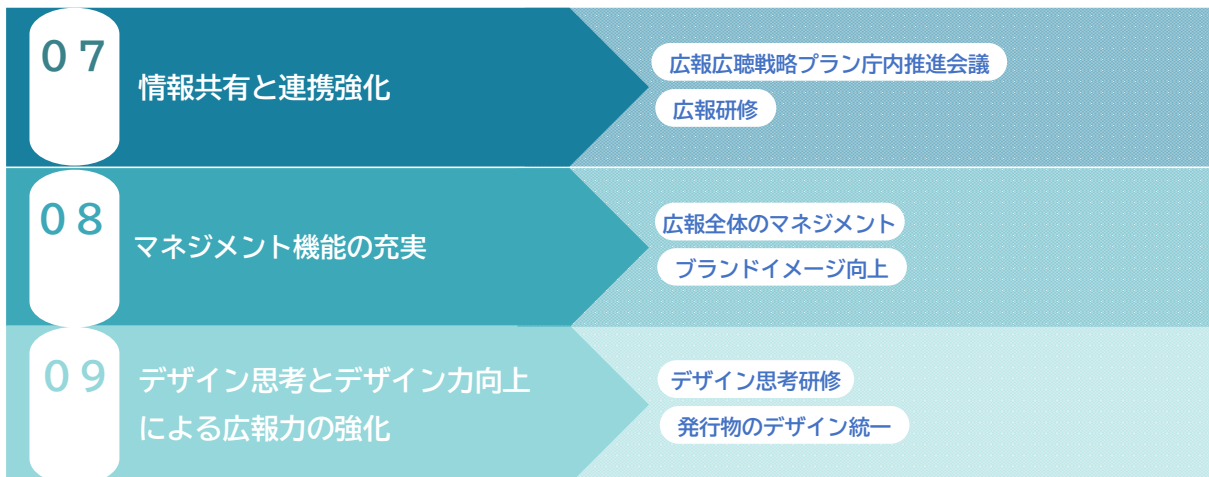 07
情報共有と連携強化
広報広聴戦略プラン庁内推進会議
広報研修
08
マネジメント機能の充実
広報全体のマネジメント
ブランドイメージ向上
09
デザイン思考とデザイン力向上
による広報力の強化
デザイン思考研修
発行物のデザイン統一